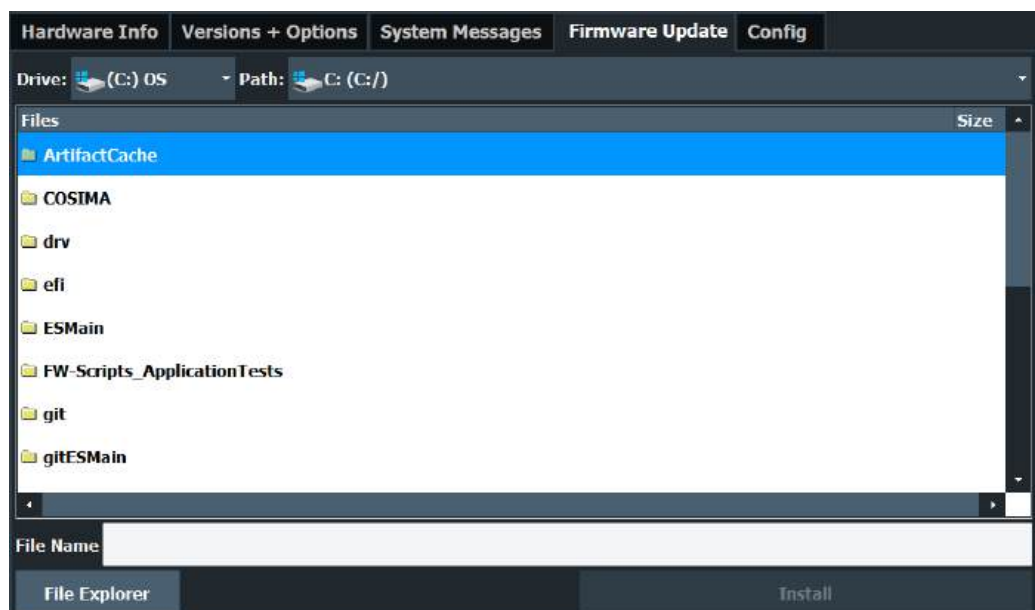 Hardware Info Versions + Options System Messages Firmware Update Config
Drive: (C:) OS Path: C: (C:/)
Files Size
ArtifactCache
COSIMA
drv
efi
ESMain
FW-Scripts_ApplicationTests
git
gitESMain
File Name
File Explorer Install